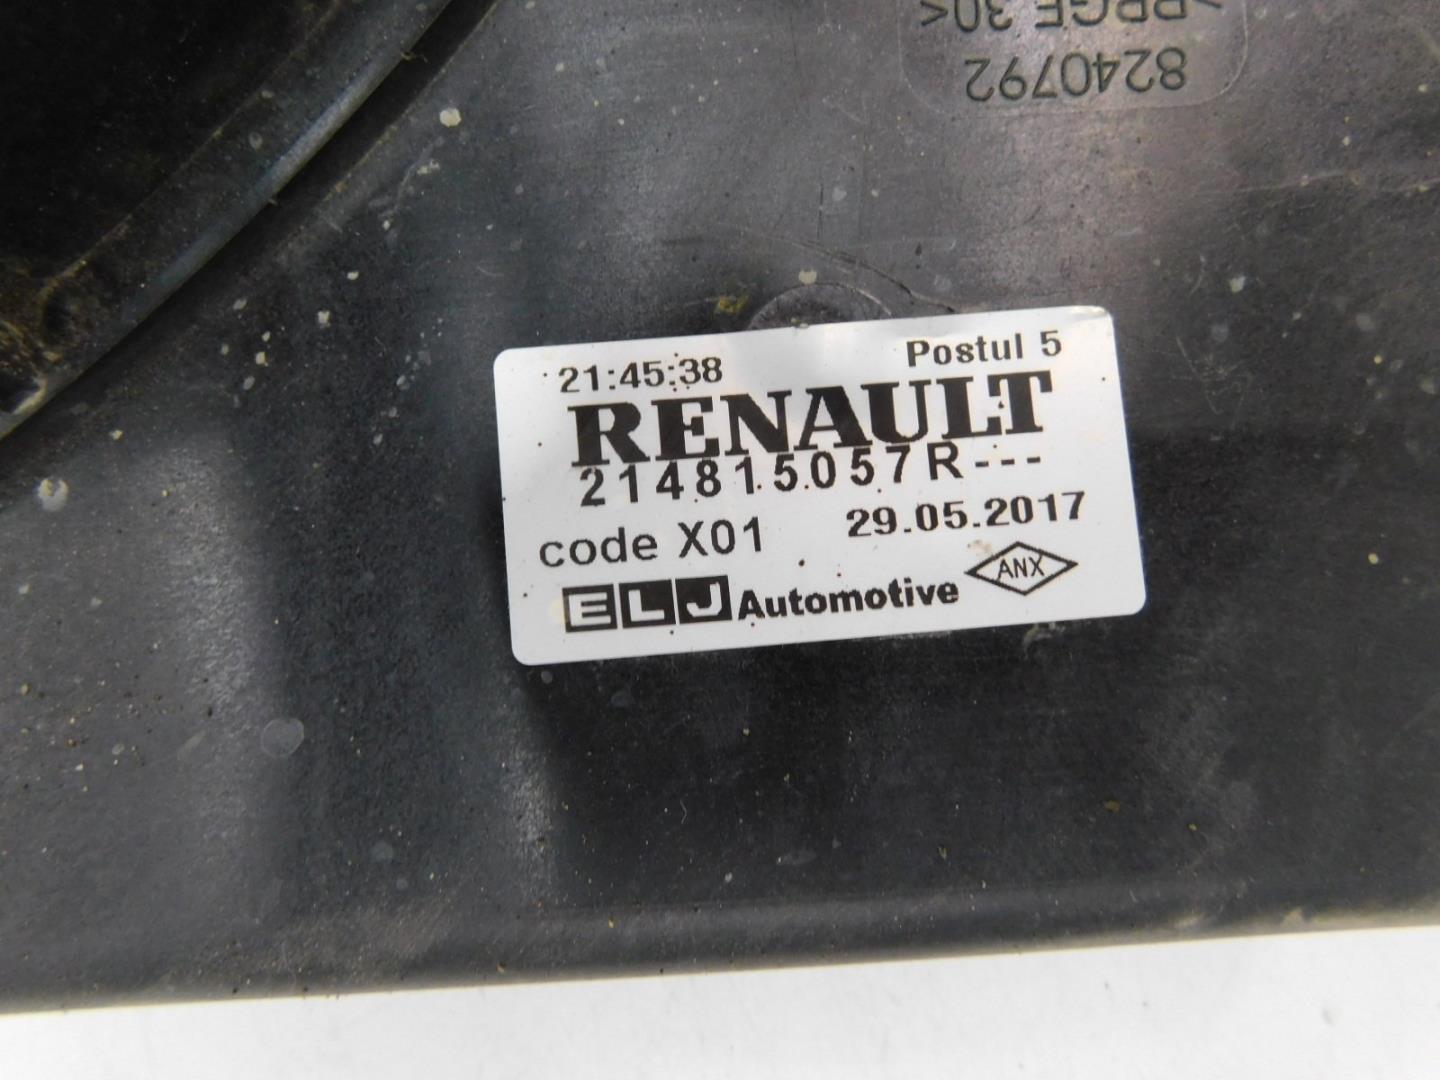 8240792
21:45:38 Postul 5
RENAULT
214815057R---
code X01 29.05.2017
ELJ Automotive ANX